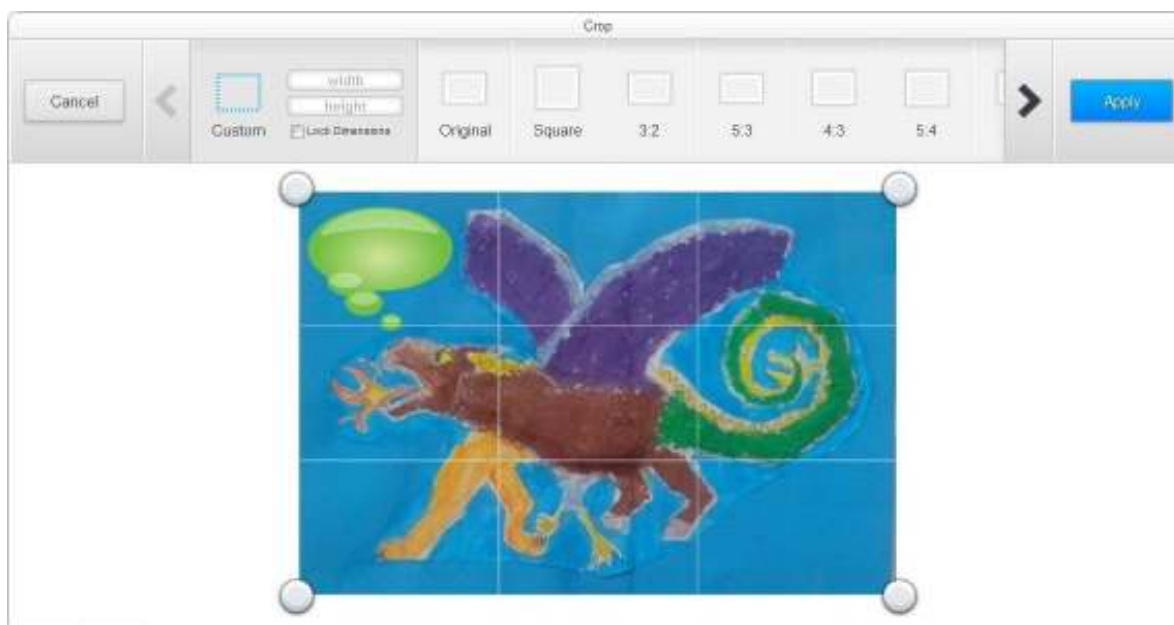 Crop
Cancel
Custom
width
height
Lock Dimensions
Original
Square
3:2
5:3
4:3
5:4
Apply